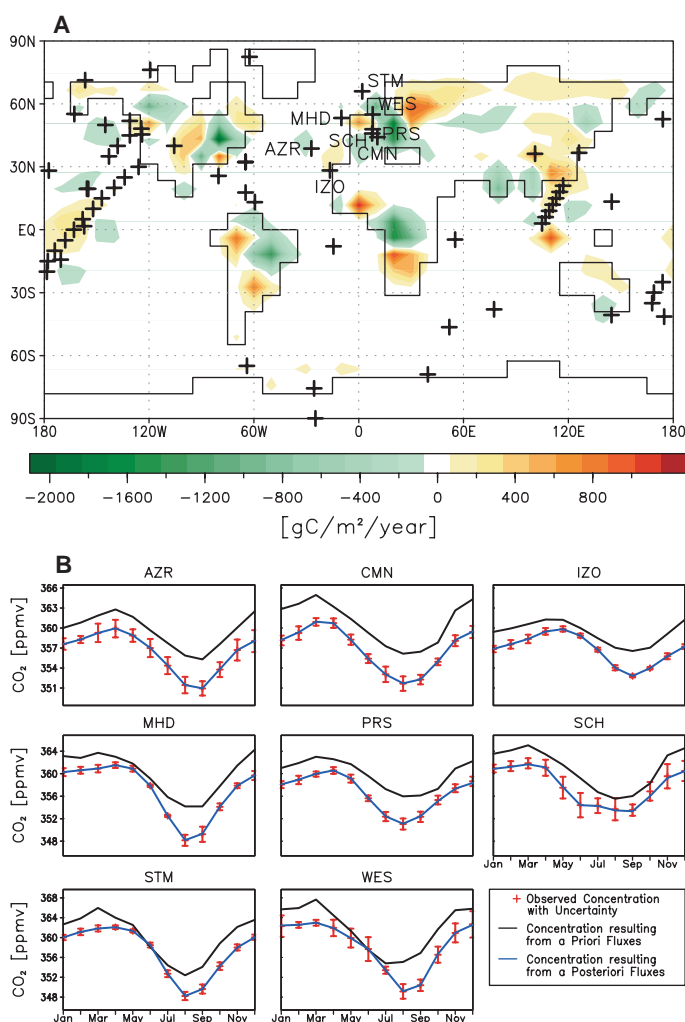 A
90N
60N
30N
EQ
30S
60S
90S
STM
WES
MHD
PRS
SCH
AZR
CMN
IZO
180 120W 60W 0 60E 120E 180
−2000 −1600 −1200 −800 −400 0 400 800
[gC/m²/year]
B
AZR CMN IZO
CO₂ [ppmv]
366
363
360
357
354
351
MHD PRS SCH
CO₂ [ppmv]
364
360
356
352
348
Jan Mar May Jul Sep Nov
STM WES
CO₂ [ppmv]
368
364
360
356
352
348
Jan Mar May Jul Sep Nov
Jan Mar May Jul Sep Nov
Observed Concentration
with Uncertainty
Concentration resulting
from a Priori Fluxes
Concentration resulting
from a Posteriori Fluxes